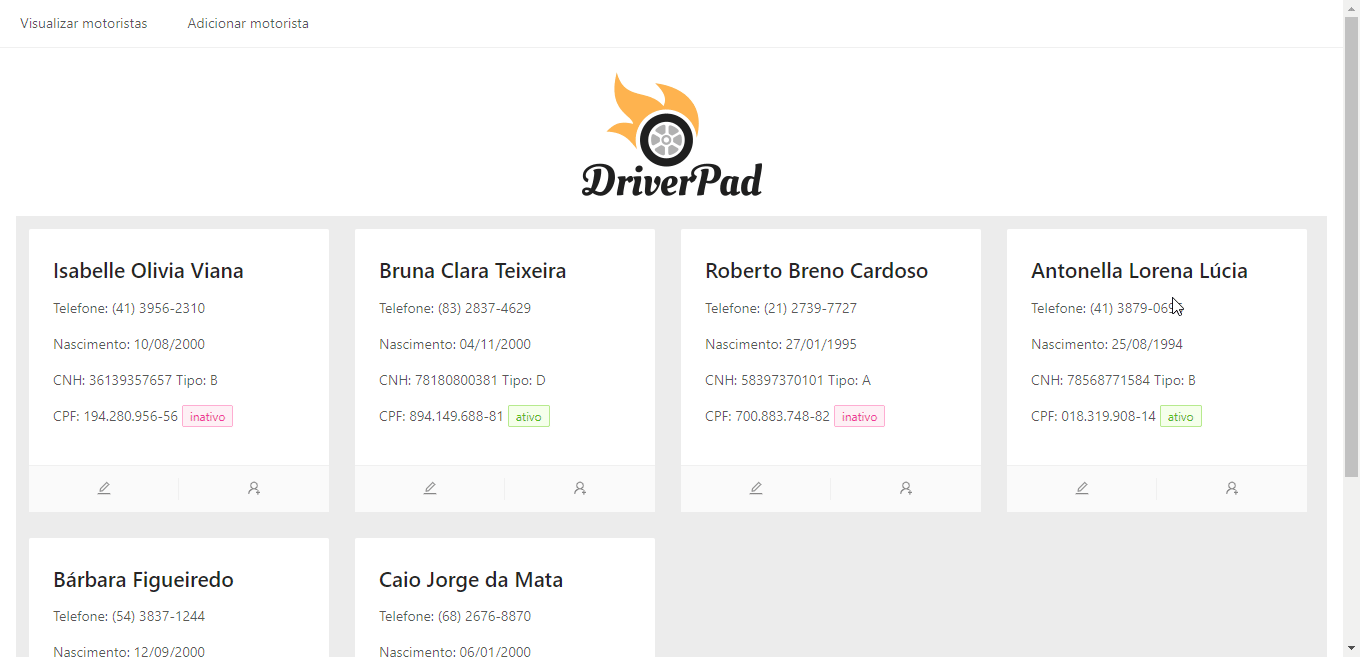 Visualizar motoristas Adicionar motorista
DriverPad
Isabelle Olivia Viana
Telefone: (41) 3956-2310
Nascimento: 10/08/2000
CNH: 36139357657 Tipo: B
CPF: 194.280.956-56 inativo
Bruna Clara Teixeira
Telefone: (83) 2837-4629
Nascimento: 04/11/2000
CNH: 78180800381 Tipo: D
CPF: 894.149.688-81 ativo
Roberto Breno Cardoso
Telefone: (21) 2739-7727
Nascimento: 27/01/1995
CNH: 58397370101 Tipo: A
CPF: 700.883.748-82 inativo
Antonella Lorena Lúcia
Telefone: (41)
Nascimento: 25/08/1994
CNH: 78568771584 Tipo: B
CPF: 018.319.908-14 ativo
Bárbara Figueiredo
Telefone: (54) 3837-1244
Nascimento: 12/09/2000
Caio Jorge da Mata
Telefone: (68) 2676-8870
Nascimento: 06/01/2000